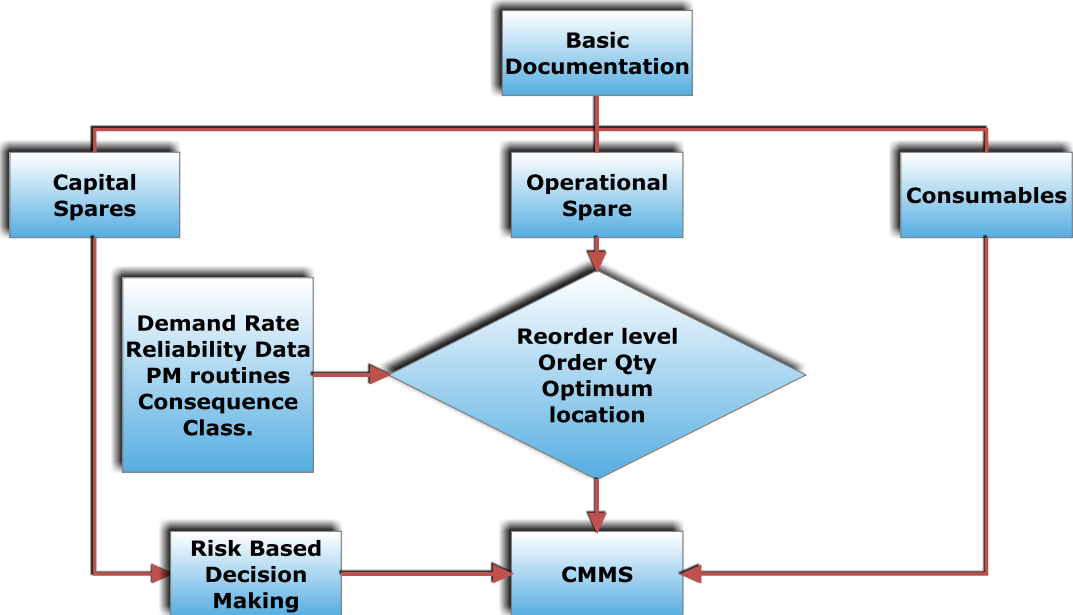 Basic
Documentation
Capital
Spares
Operational
Spare
Consumables
Demand Rate
Reliability Data
PM routines
Consequence
Class.
Reorder level
Order Qty
Optimum
location
Risk Based
Decision
Making
CMMS